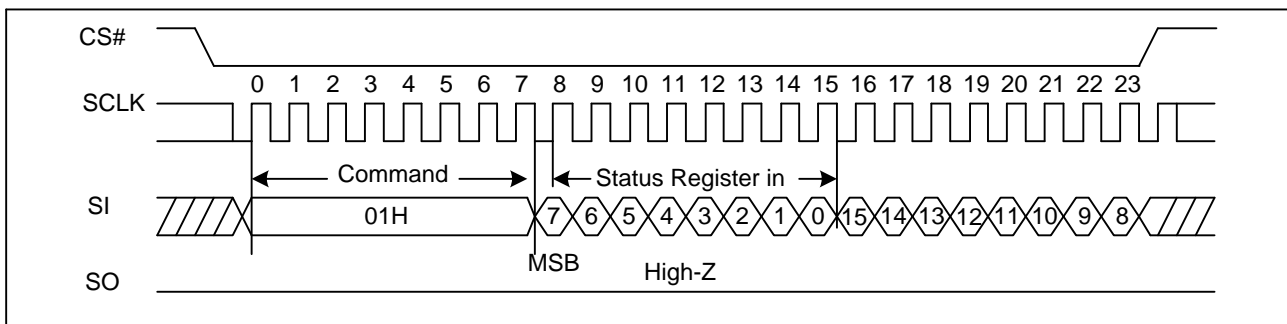 CS#
0 1 2 3 4 5 6 7 8 9 10 11 12 13 14 15 16 17 18 19 20 21 22 23
SCLK
Command Status Register in
SI 01H 7 6 5 4 3 2 1 0 15 14 13 12 11 10 9 8
MSB High-Z
SO